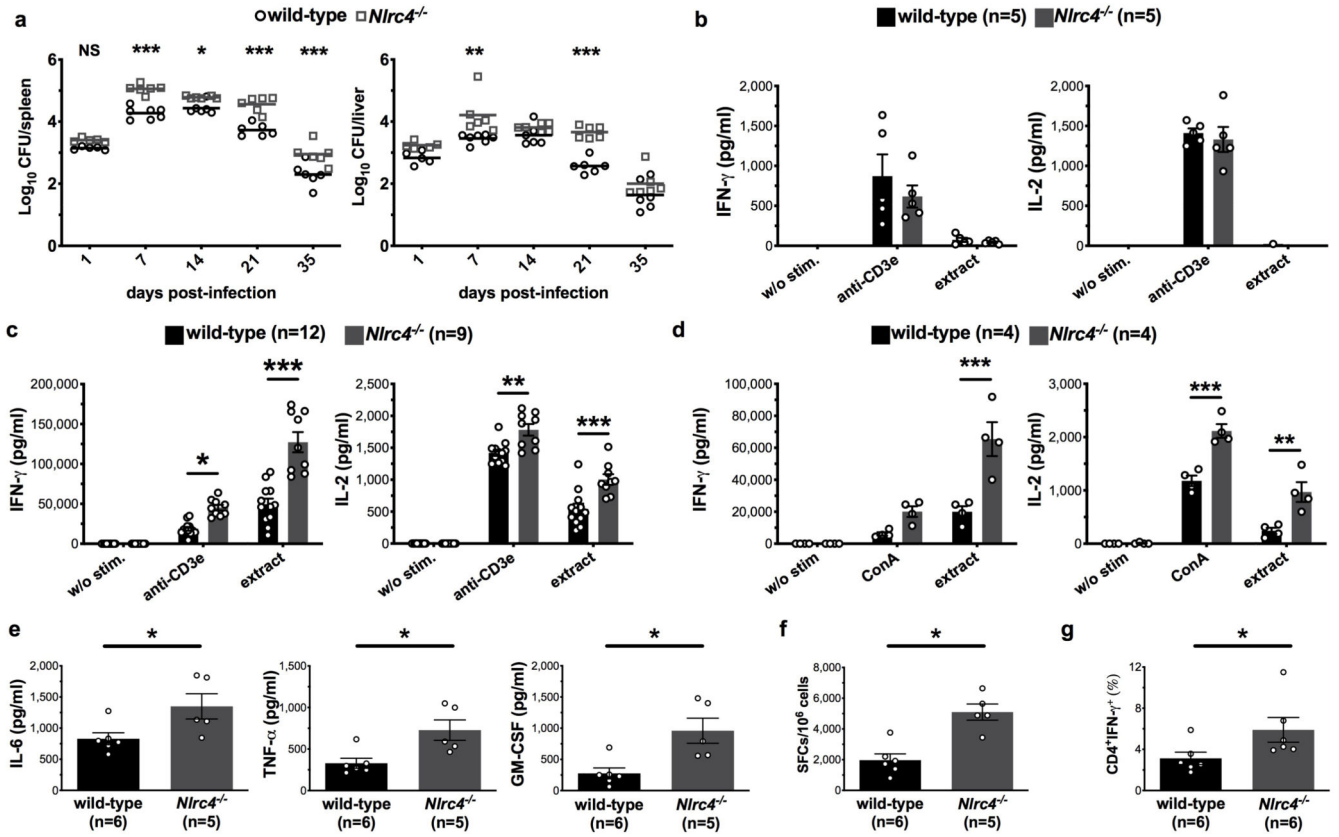 a
wild-type Nlrc4-/-
NS *** * *** ***
6
4
2
0
Log10 CFU/spleen
1 7 14 21 35
days post-infection
** ***
6
4
2
0
Log10 CFU/liver
1 7 14 21 35
days post-infection
b
wild-type (n=5) Nlrc4-/- (n=5)
2,000
1,500
1,000
500
0
IFN-γ (pg/ml)
w/o stim. anti-CD3e extract
2,000
1,500
1,000
500
0
IL-2 (pg/ml)
w/o stim. anti-CD3e extract
c
wild-type (n=12) Nlrc4-/- (n=9)
200,000
150,000
100,000
50,000
0
IFN-γ (pg/ml)
* ***
w/o stim. anti-CD3e extract
2,500
2,000
1,500
1,000
500
0
IL-2 (pg/ml)
** ***
w/o stim. anti-CD3e extract
d
wild-type (n=4) Nlrc4-/- (n=4)
100,000
80,000
60,000
40,000
20,000
0
IFN-γ (pg/ml)
***
w/o stim ConA extract
3,000
2,000
1,000
0
IL-2 (pg/ml)
*** **
w/o stim ConA extract
e
*
2,000
1,500
1,000
500
0
IL-6 (pg/ml)
wild-type Nlrc4-/-
(n=6) (n=5)
*
1,500
1,000
500
0
TNF-α (pg/ml)
wild-type Nlrc4-/-
(n=6) (n=5)
*
2,000
1,500
1,000
500
0
GM-CSF (pg/ml)
wild-type Nlrc4-/-
(n=6) (n=5)
f
*
8,000
6,000
4,000
2,000
0
SFCs/10⁶ cells
wild-type Nlrc4-/-
(n=6) (n=5)
g
*
12
8
4
0
CD4⁺IFN-γ⁺ (%)
wild-type Nlrc4-/-
(n=6) (n=6)